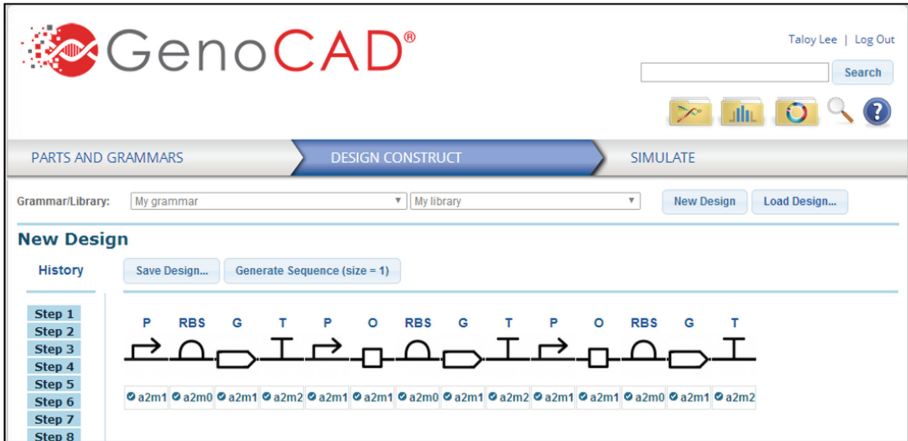 GenoCAD®
Taloy Lee | Log Out
Search
PARTS AND GRAMMARS DESIGN CONSTRUCT SIMULATE
Grammar/Library: My grammar My library New Design Load Design...
New Design
History Save Design... Generate Sequence (size = 1)
Step 1
Step 2
Step 3
Step 4
Step 5
Step 6
Step 7
Step 8
P RBS G T P O RBS G T P O RBS G T
a2m1 a2m0 a2m1 a2m2 a2m1 a2m1 a2m0 a2m1 a2m2 a2m1 a2m1 a2m0 a2m1 a2m2